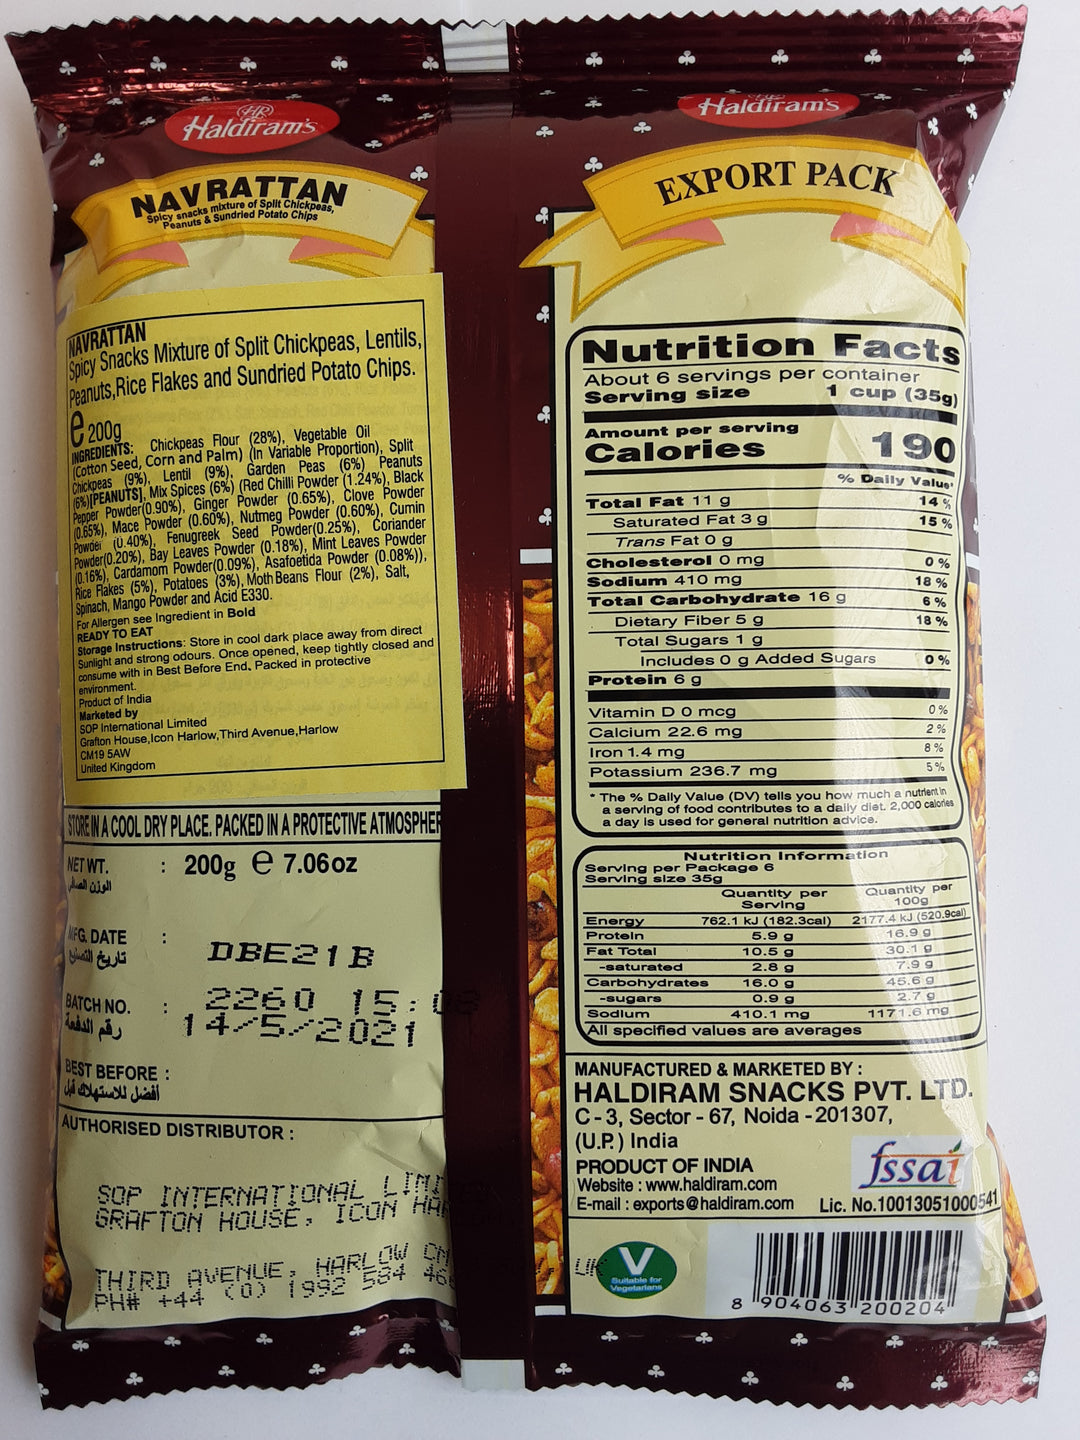 HR
Haldiram's
NAVRATTAN
Spicy snacks mixture of Split Chickpeas,
Peanuts & Sundried Potato Chips
NAVRATTAN
Spicy Snacks Mixture of Split Chickpeas, Lentils,
Peanuts,Rice Flakes and Sundried Potato Chips.
e 200g
INGREDIENTS: Chickpeas Flour (28%), Vegetable Oil
(Cotton Seed, Corn and Palm) (In Variable Proportion), Split
Chickpeas (9%), Lentil (9%), Garden Peas (6%) Peanuts
(6%)[PEANUTS], Mix Spices (6%) (Red Chilli Powder (1.24%), Black
Pepper Powder(0.90%), Ginger Powder (0.65%), Clove Powder
(0.65%), Mace Powder (0.60%), Nutmeg Powder (0.60%), Cumin
Powder (0.40%), Fenugreek Seed Powder(0.25%), Coriander
Powder(0.20%), Bay Leaves Powder (0.18%), Mint Leaves Powder
(0.16%), Cardamom Powder(0.09%), Asafoetida Powder (0.08%)),
Rice Flakes (5%), Potatoes (3%), Moth Beans Flour (2%), Salt,
Spinach, Mango Powder and Acid E330.
For Allergen see Ingredient in Bold
READY TO EAT
Storage Instructions: Store in cool dark place away from direct
Sunlight and strong odours. Once opened, keep tightly closed and
consume with in Best Before End. Packed in protective
environment.
Product of India
Marketed by
SOP International Limited
Grafton House,Icon Harlow,Third Avenue,Harlow
CM19 5AW
United Kingdom
STORE IN A COOL DRY PLACE. PACKED IN A PROTECTIVE ATMOSPHER
NET WT. : 200g e 7.06oz
الوزن الصافي
MFG. DATE : DBE21B
تاريخ التصنيع
BATCH NO. : 2260 15:08
رقم الدفعة 14/5/2021
BEST BEFORE :
أفضل للاستهلاك قبل
AUTHORISED DISTRIBUTOR :
SOP INTERNATIONAL LIMI
GRAFTON HOUSE, ICON HAR
THIRD AVENUE, HARLOW CM
UK
PH# +44 (0) 1992 584 46
Haldiram's
EXPORT PACK
Nutrition Facts
About 6 servings per container
Serving size 1 cup (35g)
Amount per serving
Calories 190
% Daily Value*
Total Fat 11 g 14 %
Saturated Fat 3 g 15 %
Trans Fat 0 g
Cholesterol 0 mg 0 %
Sodium 410 mg 18 %
Total Carbohydrate 16 g 6 %
Dietary Fiber 5 g 18 %
Total Sugars 1 g
Includes 0 g Added Sugars 0 %
Protein 6 g
Vitamin D 0 mcg 0 %
Calcium 22.6 mg 2 %
Iron 1.4 mg 8 %
Potassium 236.7 mg 5 %
* The % Daily Value (DV) tells you how much a nutrient in
a serving of food contributes to a daily diet. 2,000 calories
a day is used for general nutrition advice.
Nutrition Information
Serving per Package 6
Serving size 35g
Quantity per Serving Quantity per 100g
Energy 762.1 kJ (182.3cal) 2177.4 kJ (520.9cal)
Protein 5.9 g 16.9 g
Fat Total 10.5 g 30.1 g
-saturated 2.8 g 7.9 g
Carbohydrates 16.0 g 45.6 g
-sugars 0.9 g 2.7 g
Sodium 410.1 mg 1171.6 mg
All specified values are averages
MANUFACTURED & MARKETED BY :
HALDIRAM SNACKS PVT. LTD.
C - 3, Sector - 67, Noida - 201307,
(U.P.) India
PRODUCT OF INDIA
Website : www.haldiram.com
E-mail : exports@haldiram.com
fssai
Lic. No.10013051000541
V
Suitable for
Vegetarians
8 904063 200204